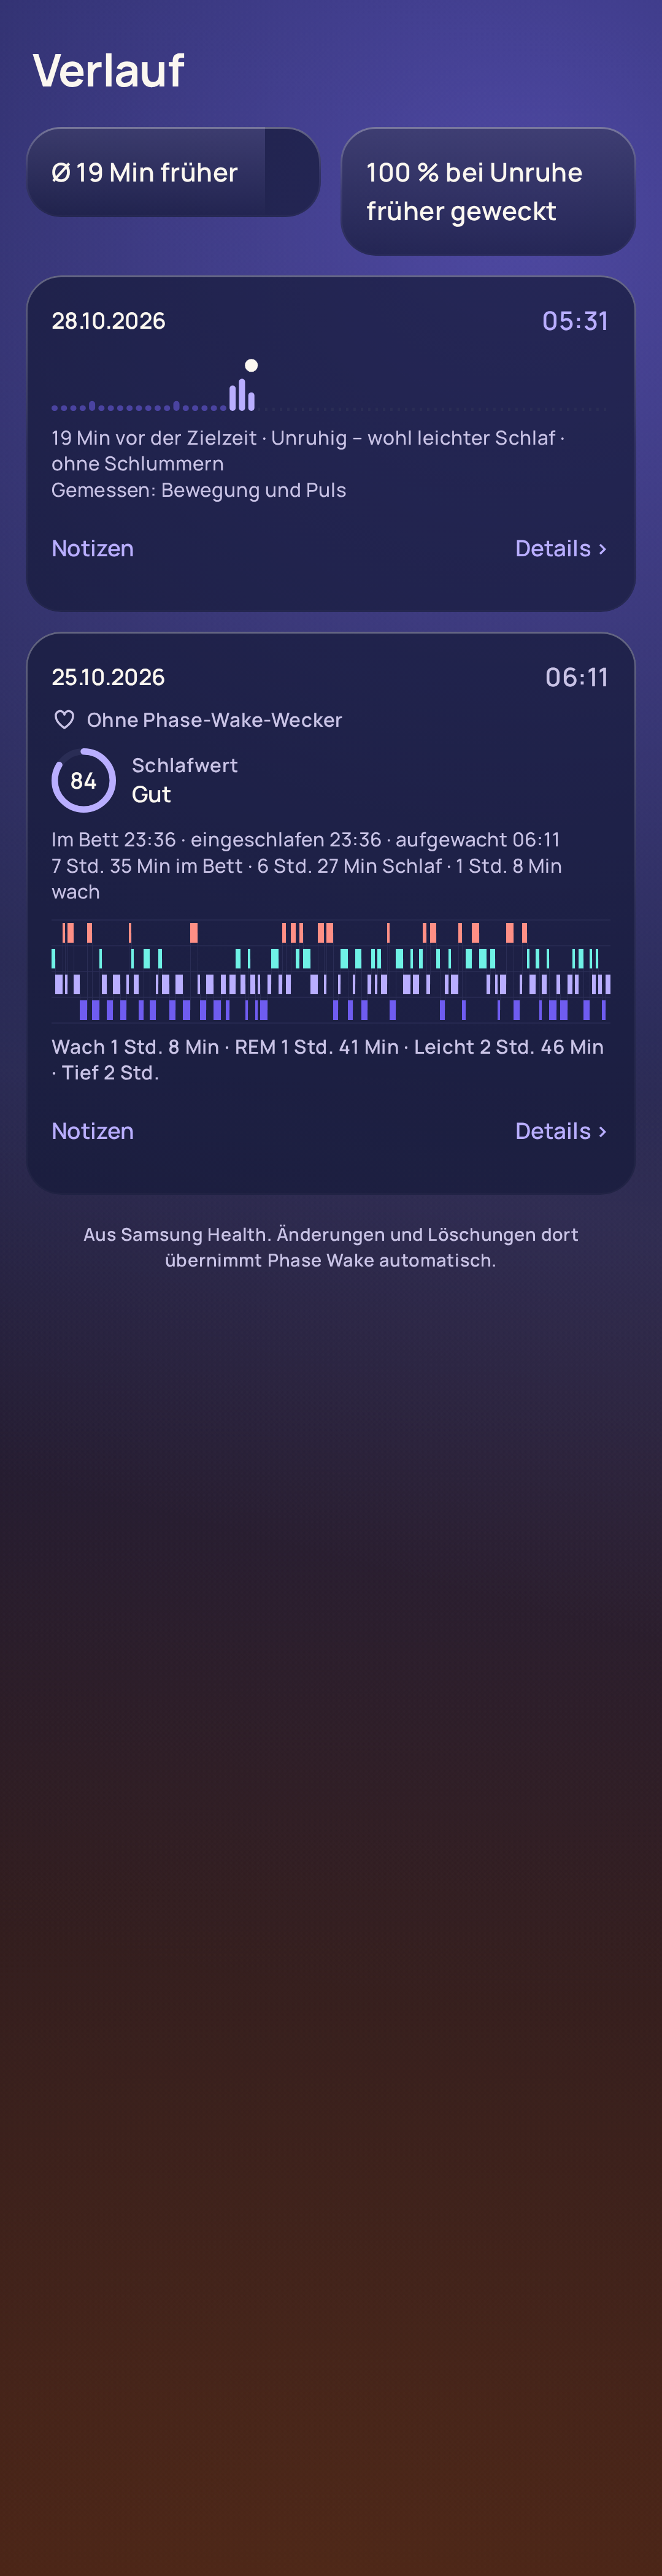 Verlauf
Ø 19 Min früher
100 % bei Unruhe
früher geweckt
28.10.2026
05:31
19 Min vor der Zielzeit · Unruhig – wohl leichter Schlaf ·
ohne Schlummern
Gemessen: Bewegung und Puls
Notizen
Details ›
25.10.2026
06:11
Ohne Phase-Wake-Wecker
84
Schlafwert
Gut
Im Bett 23:36 · eingeschlafen 23:36 · aufgewacht 06:11
7 Std. 35 Min im Bett · 6 Std. 27 Min Schlaf · 1 Std. 8 Min
wach
Wach 1 Std. 8 Min · REM 1 Std. 41 Min · Leicht 2 Std. 46 Min
· Tief 2 Std.
Notizen
Details ›
Aus Samsung Health. Änderungen und Löschungen dort
übernimmt Phase Wake automatisch.